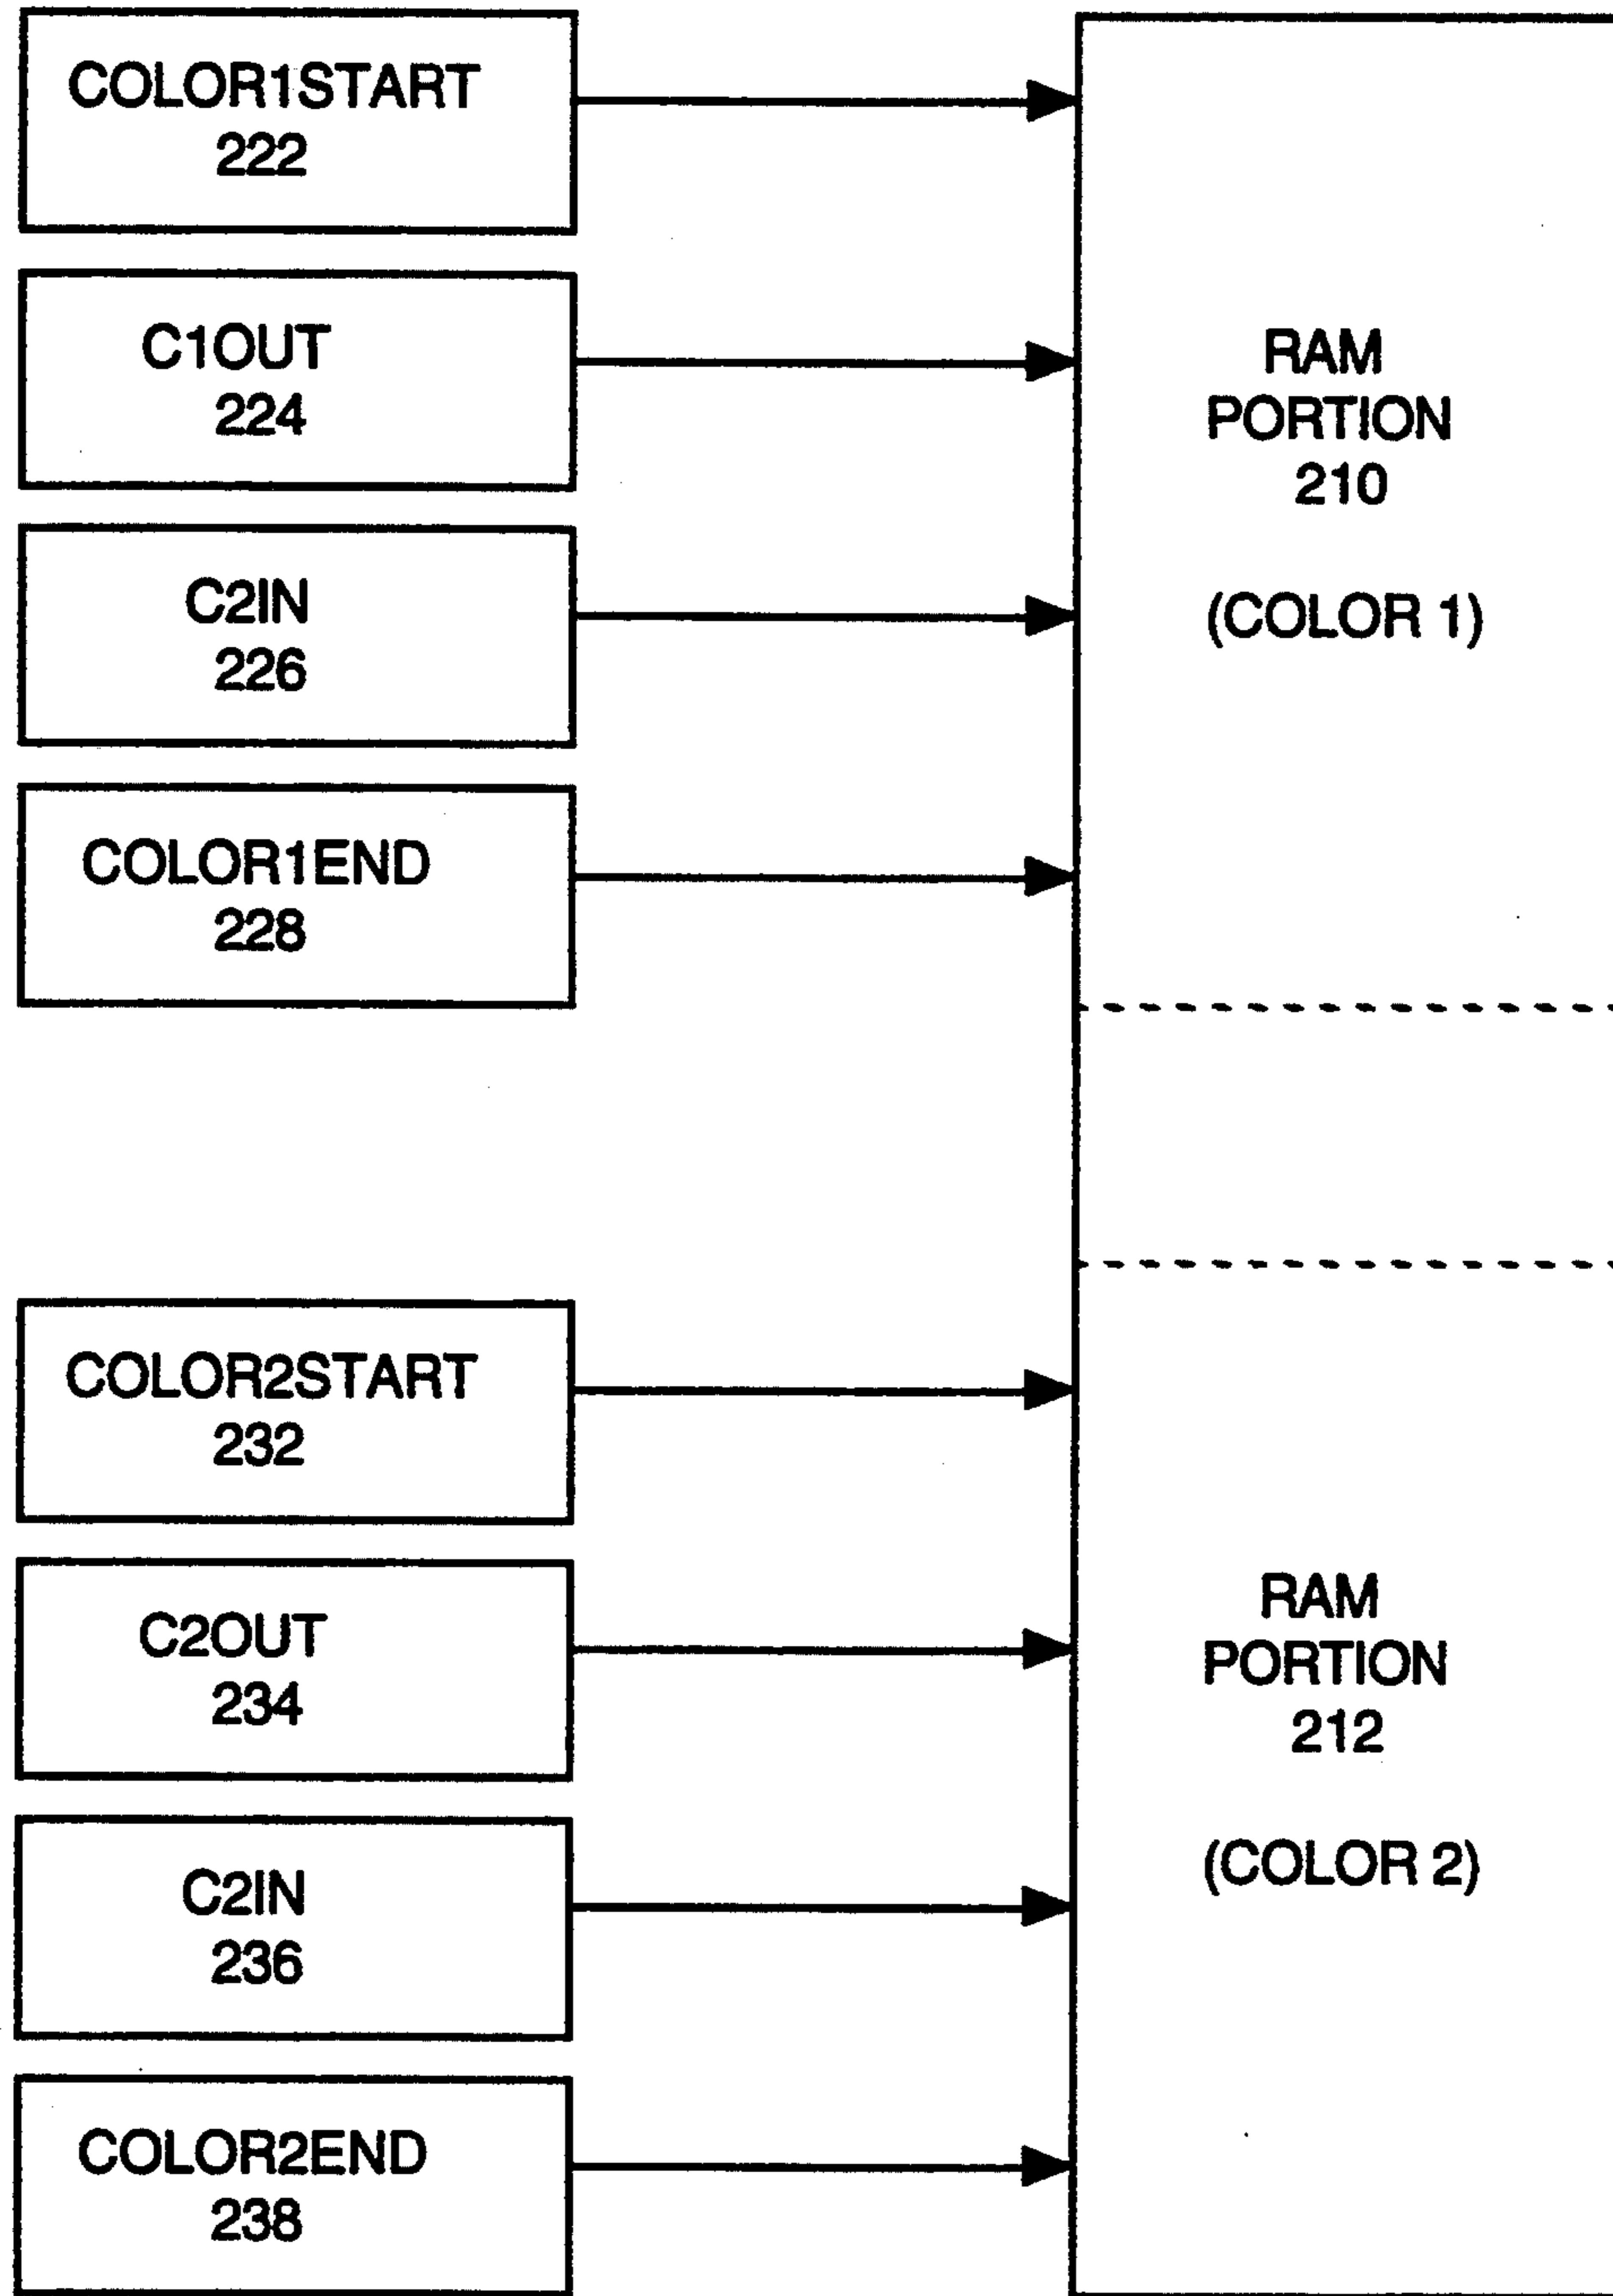 COLOR1START
222
C1OUT
224
C2IN
226
COLOR1END
228
RAM
PORTION
210
(COLOR 1)
COLOR2START
232
C2OUT
234
C2IN
236
COLOR2END
238
RAM
PORTION
212
(COLOR 2)